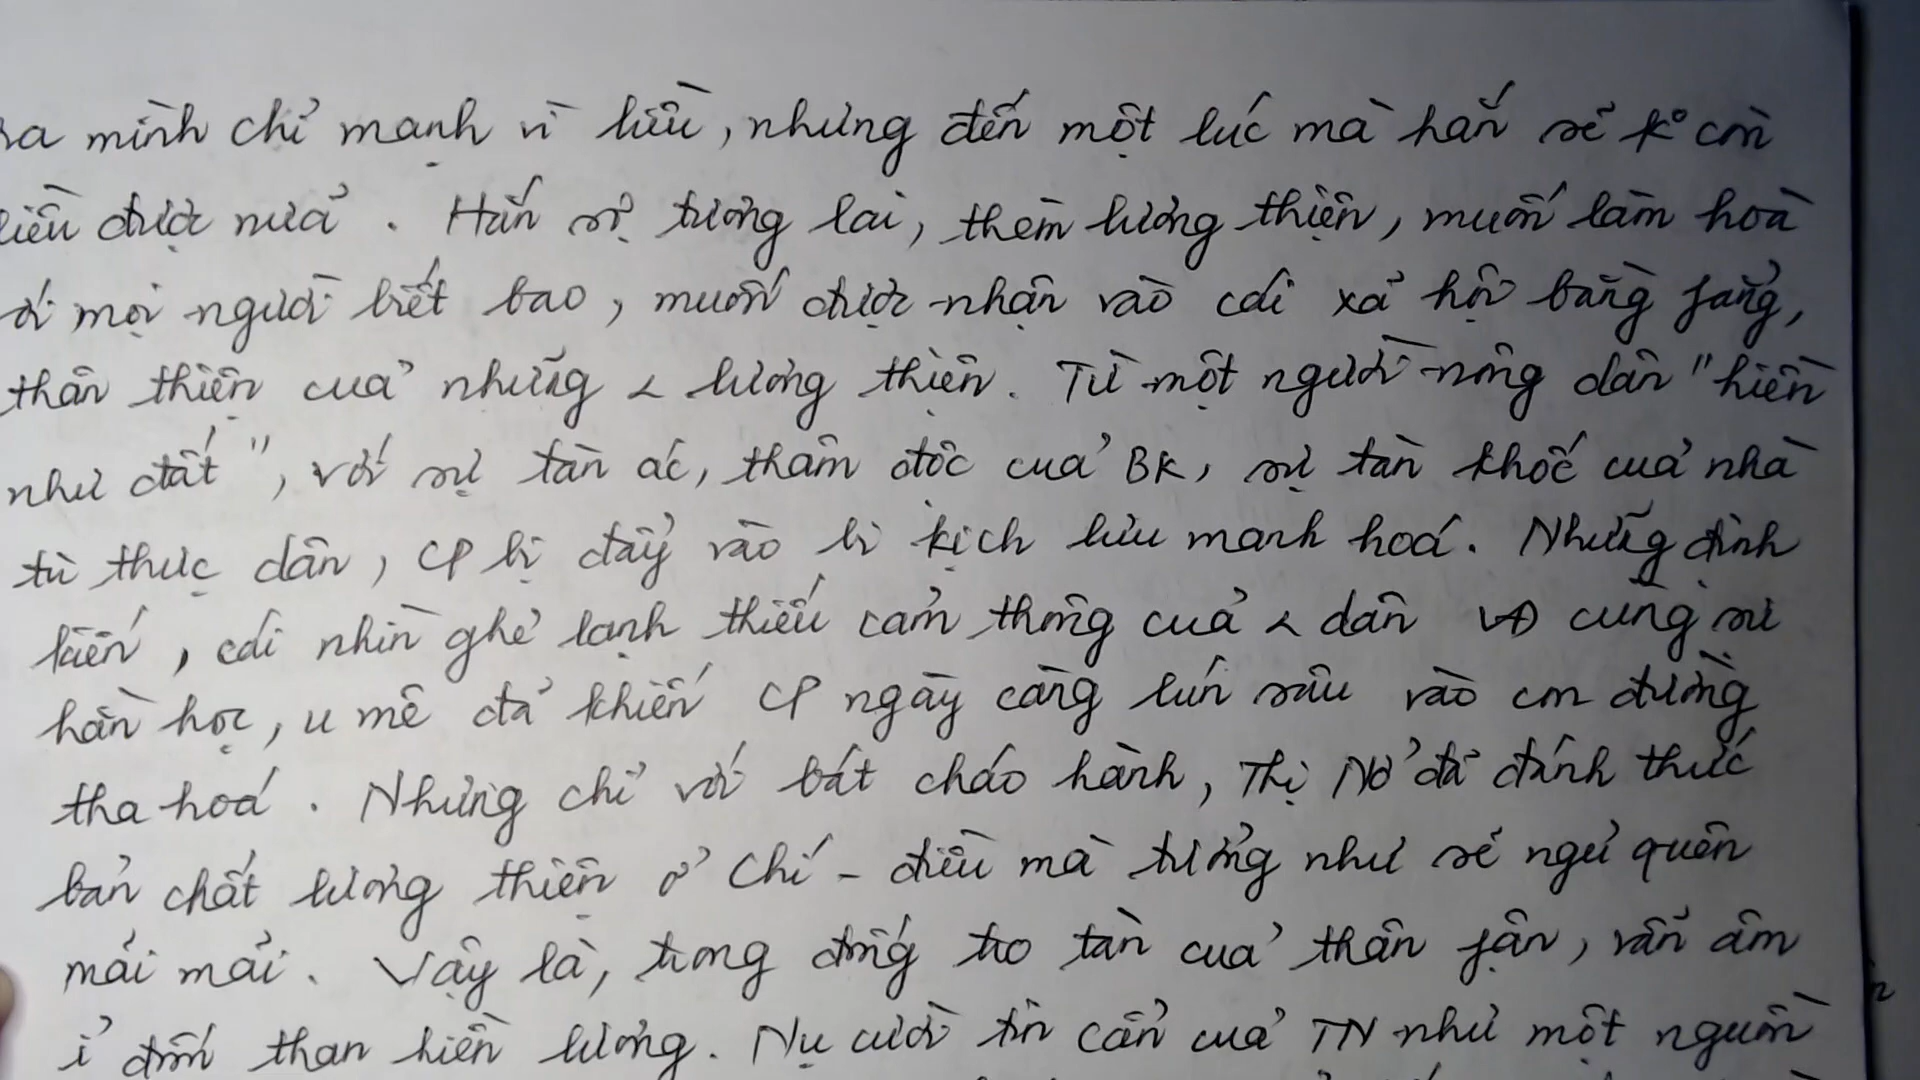 ra mình chỉ mạnh vì liều, nhưng đến một lúc mà hắn sẽ k° còn
liều được nữa. Hắn sợ tương lai, thèm lương thiện, muốn làm hoà
với mọi người biết bao, muốn được nhận vào cái xã hội bằng fẳng,
thân thiện của những < lương thiện. Từ một người nông dân "hiền
như đất", với sự tàn ác, thâm độc của BK, sự tàn khốc của nhà
tù thực dân, CP bị đẩy vào bi kịch lưu manh hoá. Những định
kiến, cái nhìn ghẻ lạnh thiếu cảm thông của < dân VĐ cùng sự
hằn học, u mê đã khiến CP ngày càng lún sâu vào con đường
tha hoá. Nhưng chỉ với bát cháo hành, Thị Nở đã đánh thức
bản chất lương thiện ở Chí - điều mà tưởng như sẽ ngủ quên
mãi mãi. Vậy là, trong đống tro tàn của thân fận, vẫn âm
ỉ đốm than hiền lương. Nụ cười tin cẩn của TN như một nguồn